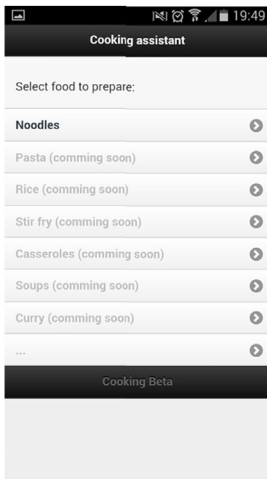 19:49
Cooking assistant
Select food to prepare:
Noodles
Pasta (comming soon)
Rice (comming soon)
Stir fry (comming soon)
Casseroles (comming soon)
Soups (comming soon)
Curry (comming soon)
...
Cooking Beta